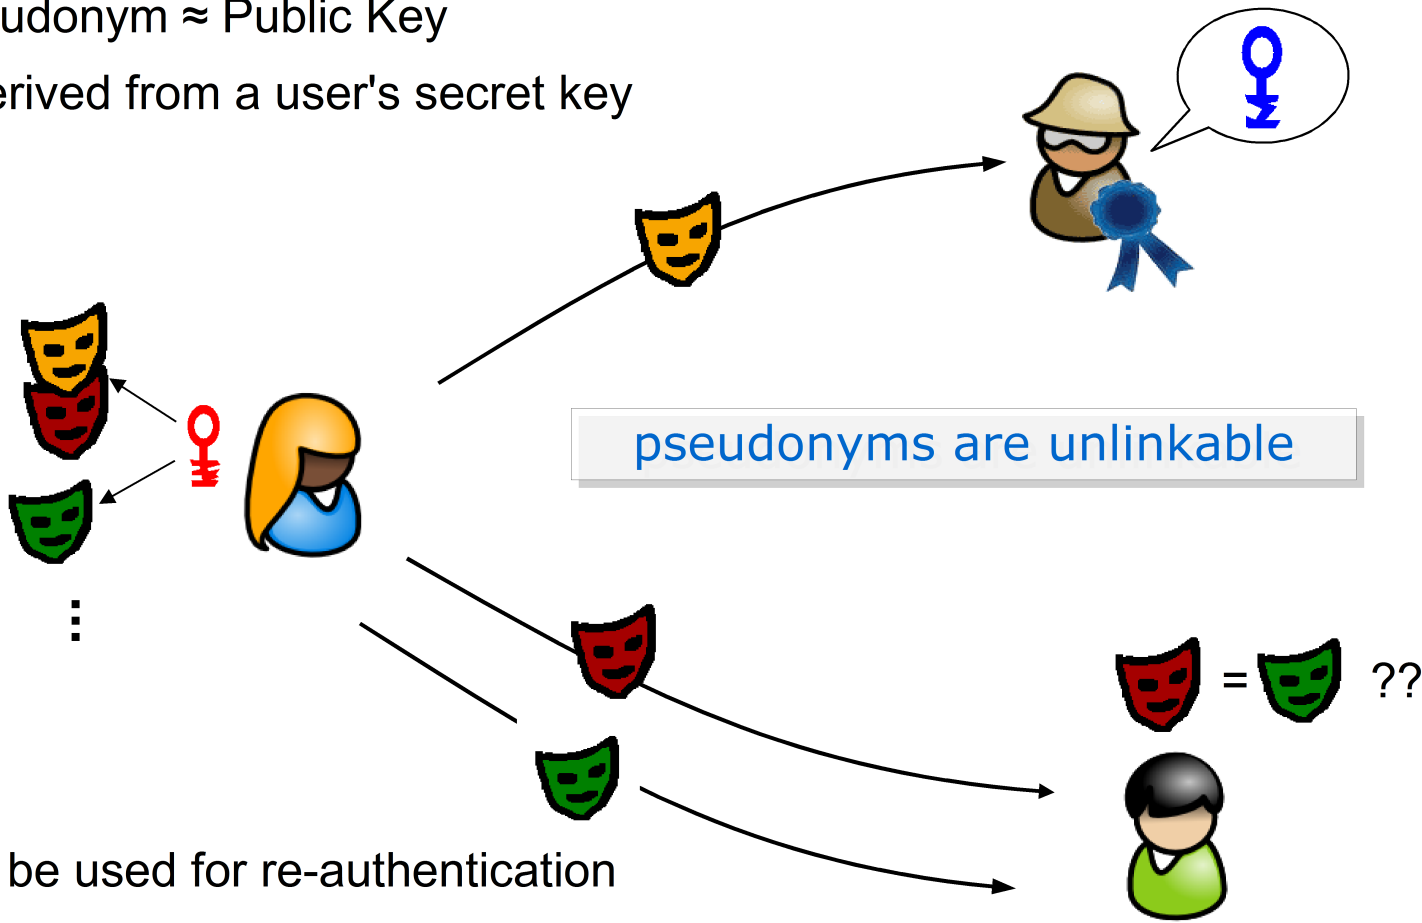 udonym ≈ Public Key
erived from a user's secret key
pseudonyms are unlinkable
= ??
be used for re-authentication